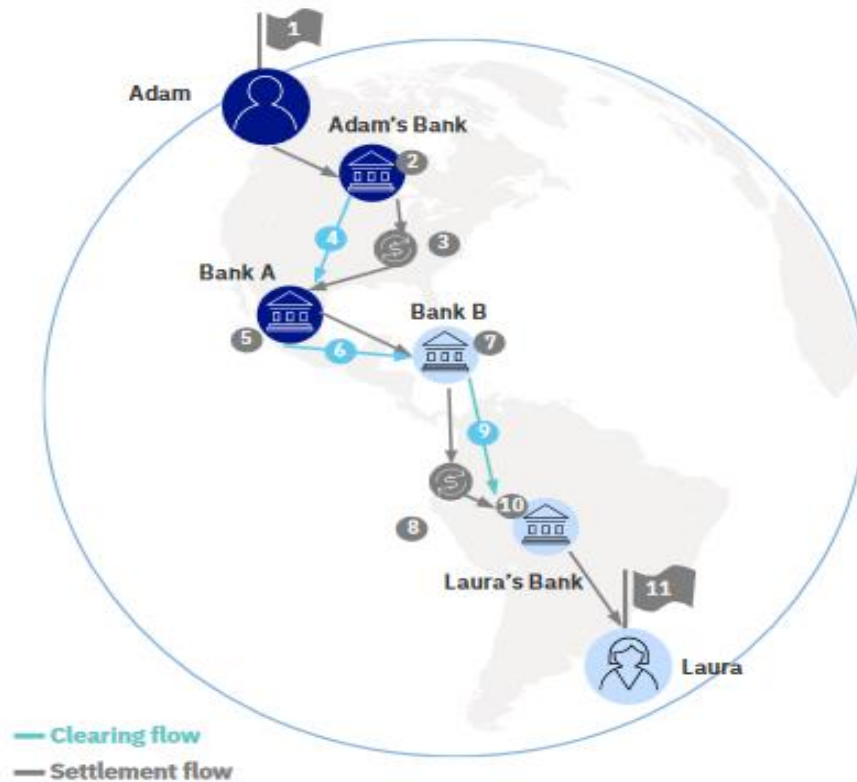 1
Adam
Adam's Bank
2
4
3
Bank A
Bank B
5
6
7
9
10
8
Laura's Bank
11
Laura
Clearing flow
Settlement flow